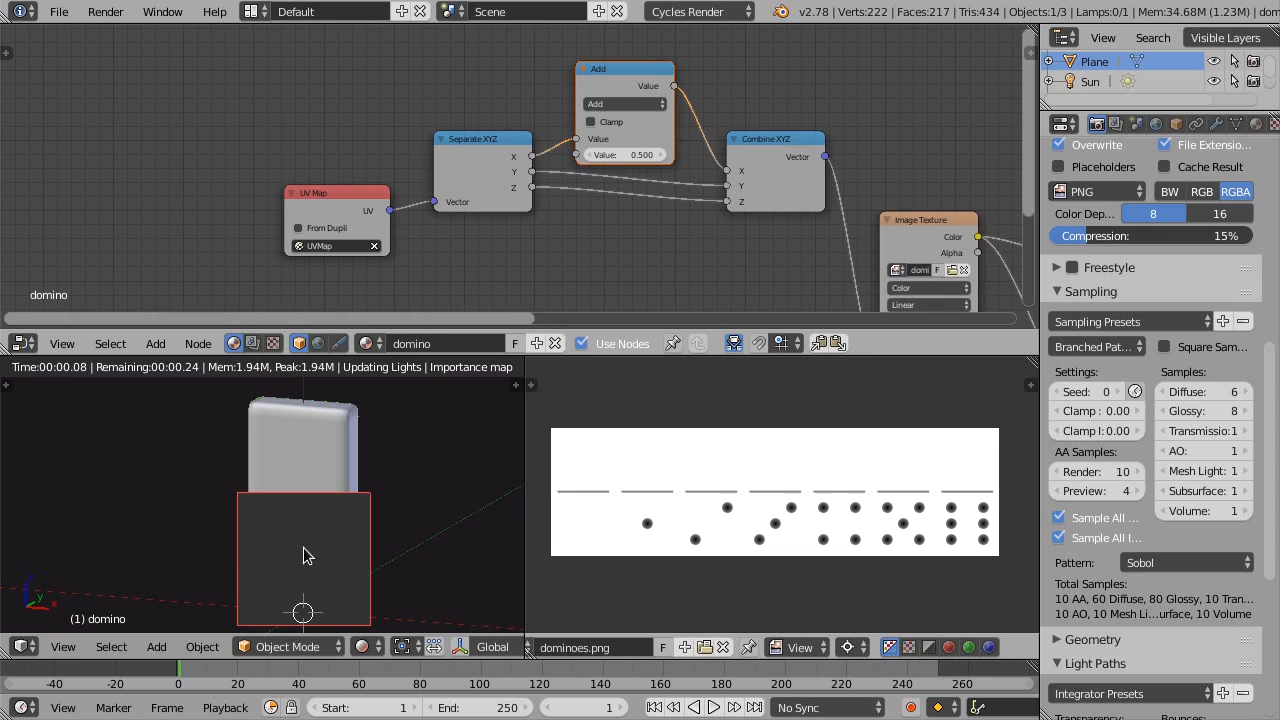 File Render Window Help Default Scene Cycles Render v2.78 | Verts:222 | Faces:217 | Tris:434 | Objects:1/3 | Lamps:0/1 | Mem:34.68M (1.23M) | dom
View Search Visible Layers
Plane
Sun
Add
Value
Add
Clamp
Value
Value: 0.500
Separate XYZ
X
Y
Z
Vector
Combine XYZ
Vector
X
Y
Z
UV Map
UV
From Dupli
UVMap
Image Texture
Color
Alpha
domi F
Color
Linear
domino
View Select Add Node domino F Use Nodes
Time:00:00.08 | Remaining:00:00.24 | Mem:1.94M, Peak:1.94M | Updating Lights | Importance map
(1) domino
View Select Add Object Object Mode Global
dominoes.png F View
-40 -20 0 20 40 60 80 100 120 140 160 180 200 220 240 260
View Marker Frame Playback Start: 1 End: 250 1 No Sync
Overwrite File Extensio...
Placeholders Cache Result
PNG BW RGB RGBA
Color Dep... 8 16
Compression: 15%
Freestyle
Sampling
Sampling Presets
Branched Pat... Square Sam...
Settings: Samples:
Seed: 0 Diffuse: 6
Clamp : 0.00 Glossy: 8
Clamp I: 0.00 Transmissio: 1
AA Samples: AO: 1
Render: 10 Mesh Light: 1
Preview: 4 Subsurface: 1
Sample All ... Volume: 1
Sample All I...
Pattern: Sobol
Total Samples:
10 AA, 60 Diffuse, 80 Glossy, 10 Tran...
10 AO, 10 Mesh Li...urface, 10 Volume
Geometry
Light Paths
Integrator Presets